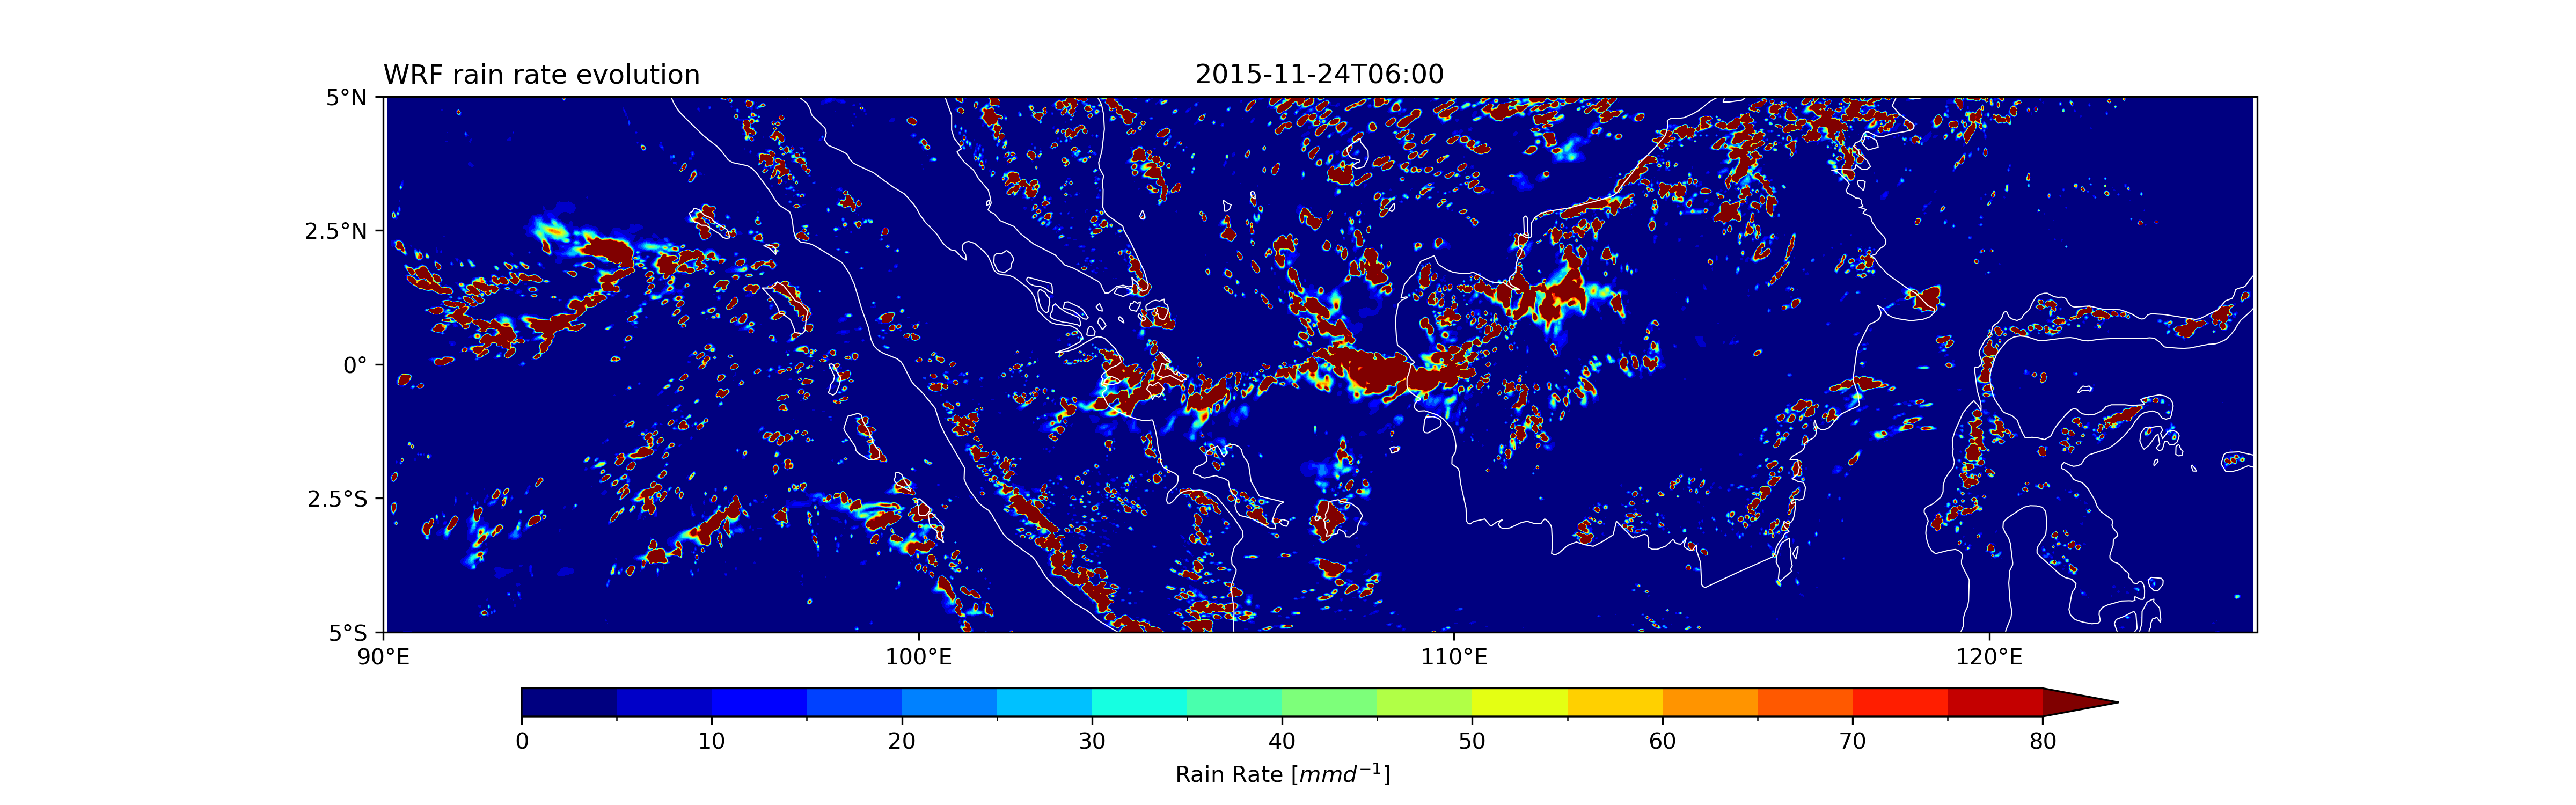 WRF rain rate evolution
2015-11-24T06:00
5°N
2.5°N
0°
2.5°S
5°S
90°E 100°E 110°E 120°E
0 10 20 30 40 50 60 70 80
Rain Rate [mmd⁻¹]